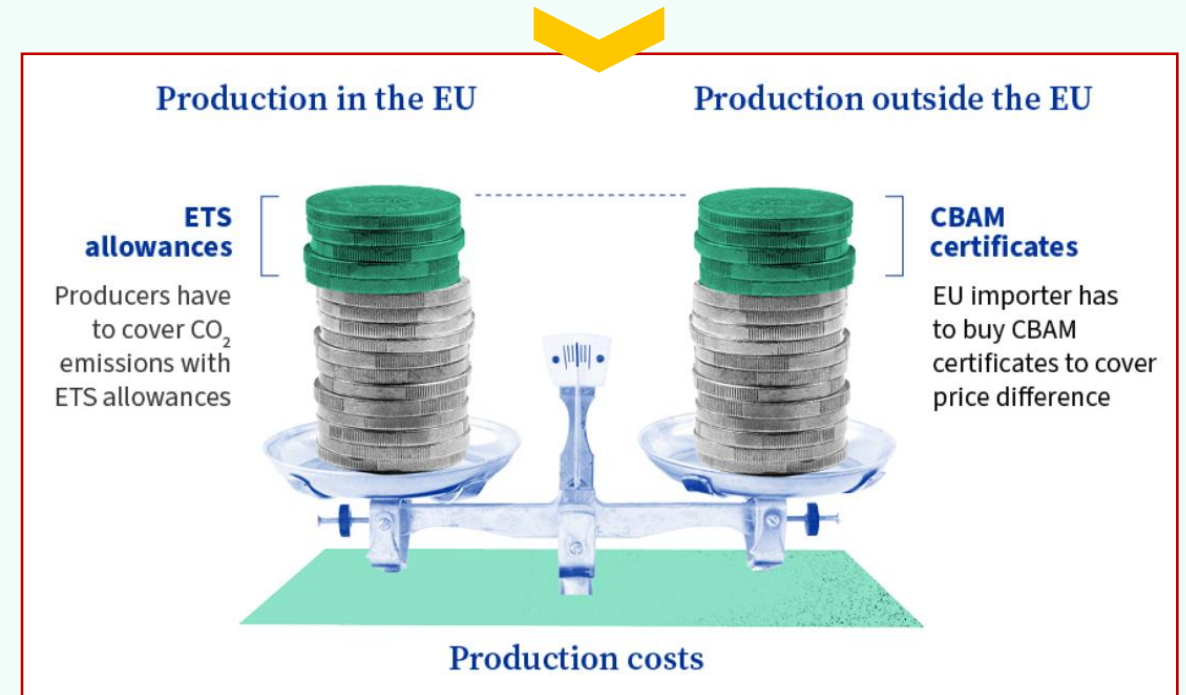 Production in the EU
Production outside the EU
ETS
allowances
Producers have
to cover CO₂
emissions with
ETS allowances
CBAM
certificates
EU importer has
to buy CBAM
certificates to cover
price difference
Production costs